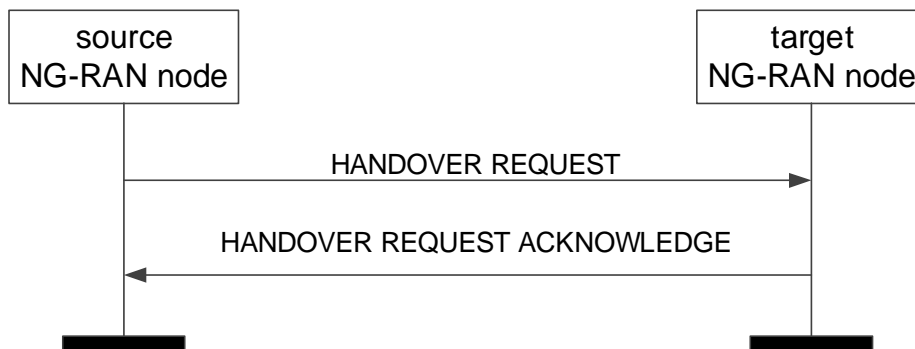 source
NG-RAN node
target
NG-RAN node
HANDOVER REQUEST
HANDOVER REQUEST ACKNOWLEDGE